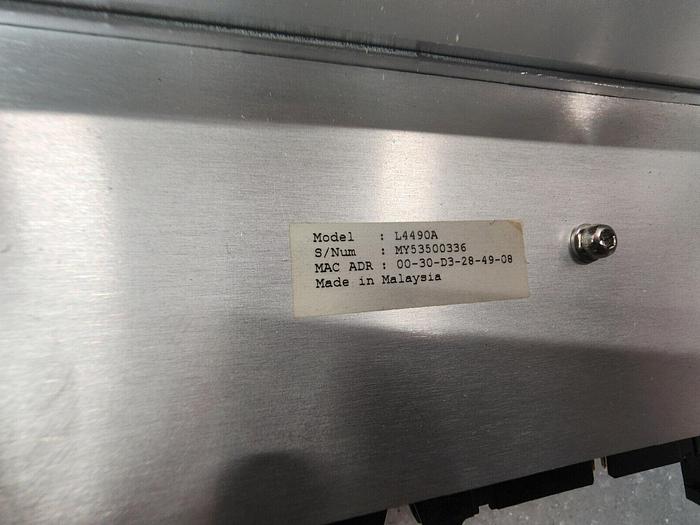 Model : L4490A
S/Num : MY53500336
MAC ADR : 00-30-D3-28-49-08
Made in Malaysia